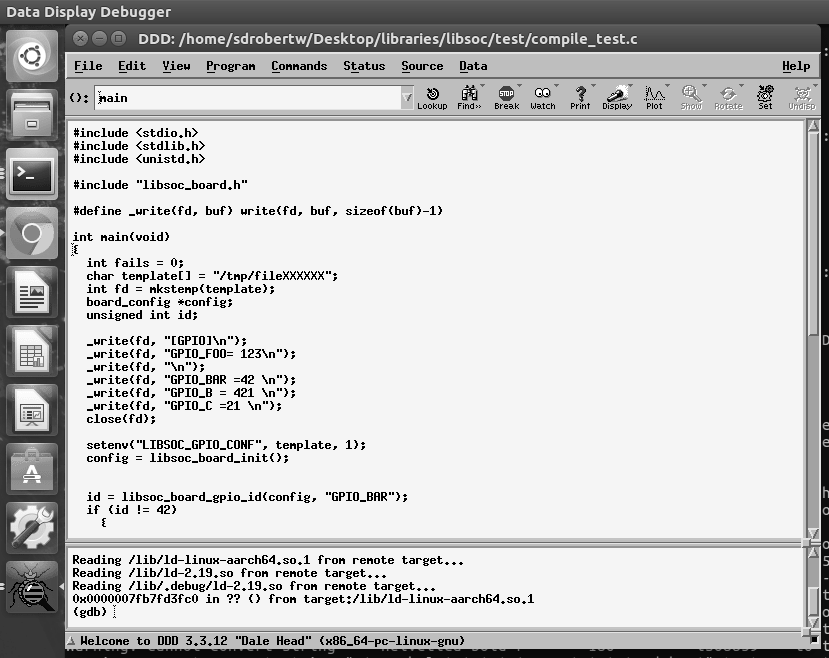 Data Display Debugger
DDD: /home/sdrobertw/Desktop/libraries/libsoc/test/compile_test.c
File Edit View Program Commands Status Source Data Help
(): main
Lookup Find>> Break Watch Print Display Plot Show Rotate Set Undisp
#include <stdio.h>
#include <stdlib.h>
#include <unistd.h>
#include "libsoc_board.h"
#define _write(fd, buf) write(fd, buf, sizeof(buf)-1)
int main(void)
{
int fails = 0;
char template[] = "/tmp/fileXXXXXX";
int fd = mkstemp(template);
board_config *config;
unsigned int id;
_write(fd, "[GPIO]\n");
_write(fd, "GPIO_FOO= 123\n");
_write(fd, "\n");
_write(fd, "GPIO_BAR =42 \n");
_write(fd, "GPIO_B = 421 \n");
_write(fd, "GPIO_C =21 \n");
close(fd);
setenv("LIBSOC_GPIO_CONF", template, 1);
config = libsoc_board_init();
id = libsoc_board_gpio_id(config, "GPIO_BAR");
if (id != 42)
{
Reading /lib/ld-linux-aarch64.so.1 from remote target...
Reading /lib/ld-2.19.so from remote target...
Reading /lib/.debug/ld-2.19.so from remote target...
0x0000007fb7fd3fc0 in ?? () from target:/lib/ld-linux-aarch64.so.1
(gdb)
Welcome to DDD 3.3.12 "Dale Head" (x86_64-pc-linux-gnu)